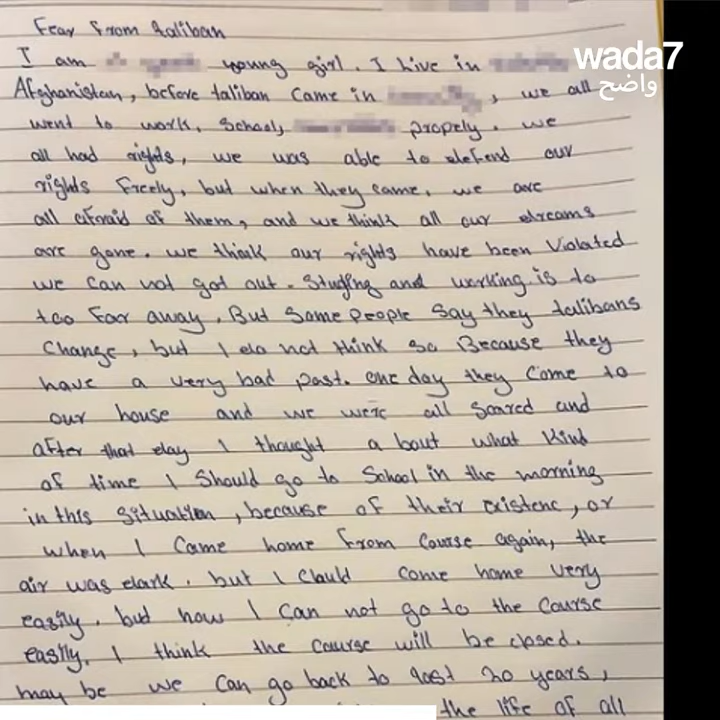 Fear from taliban
I am young girl. I live in
Afghanistan, before taliban came in , we all
went to work, School, propely. we
all had rights, we was able to defend our
rights freely, but when they came, we are
all afraid of them, and we think all our dreams
are gone. we think our rights have been Violated
we can not got out. Studing and working is to
too far away. But Some people Say they talibans
Change, but I do not think so Because they
have a very bad past. one day they come to
our house and we were all Scared and
after that day I thought a bout what kind
of time I Should go to School in the morning
in this Situation, because of their existenc, or
when I Came home from Course again, the
air was dark. but I Could come home very
easily. but now I can not go to the Course
easily. I think the course will be closed.
may be we can go back to last 20 years,
the life of all
wada7
واضح